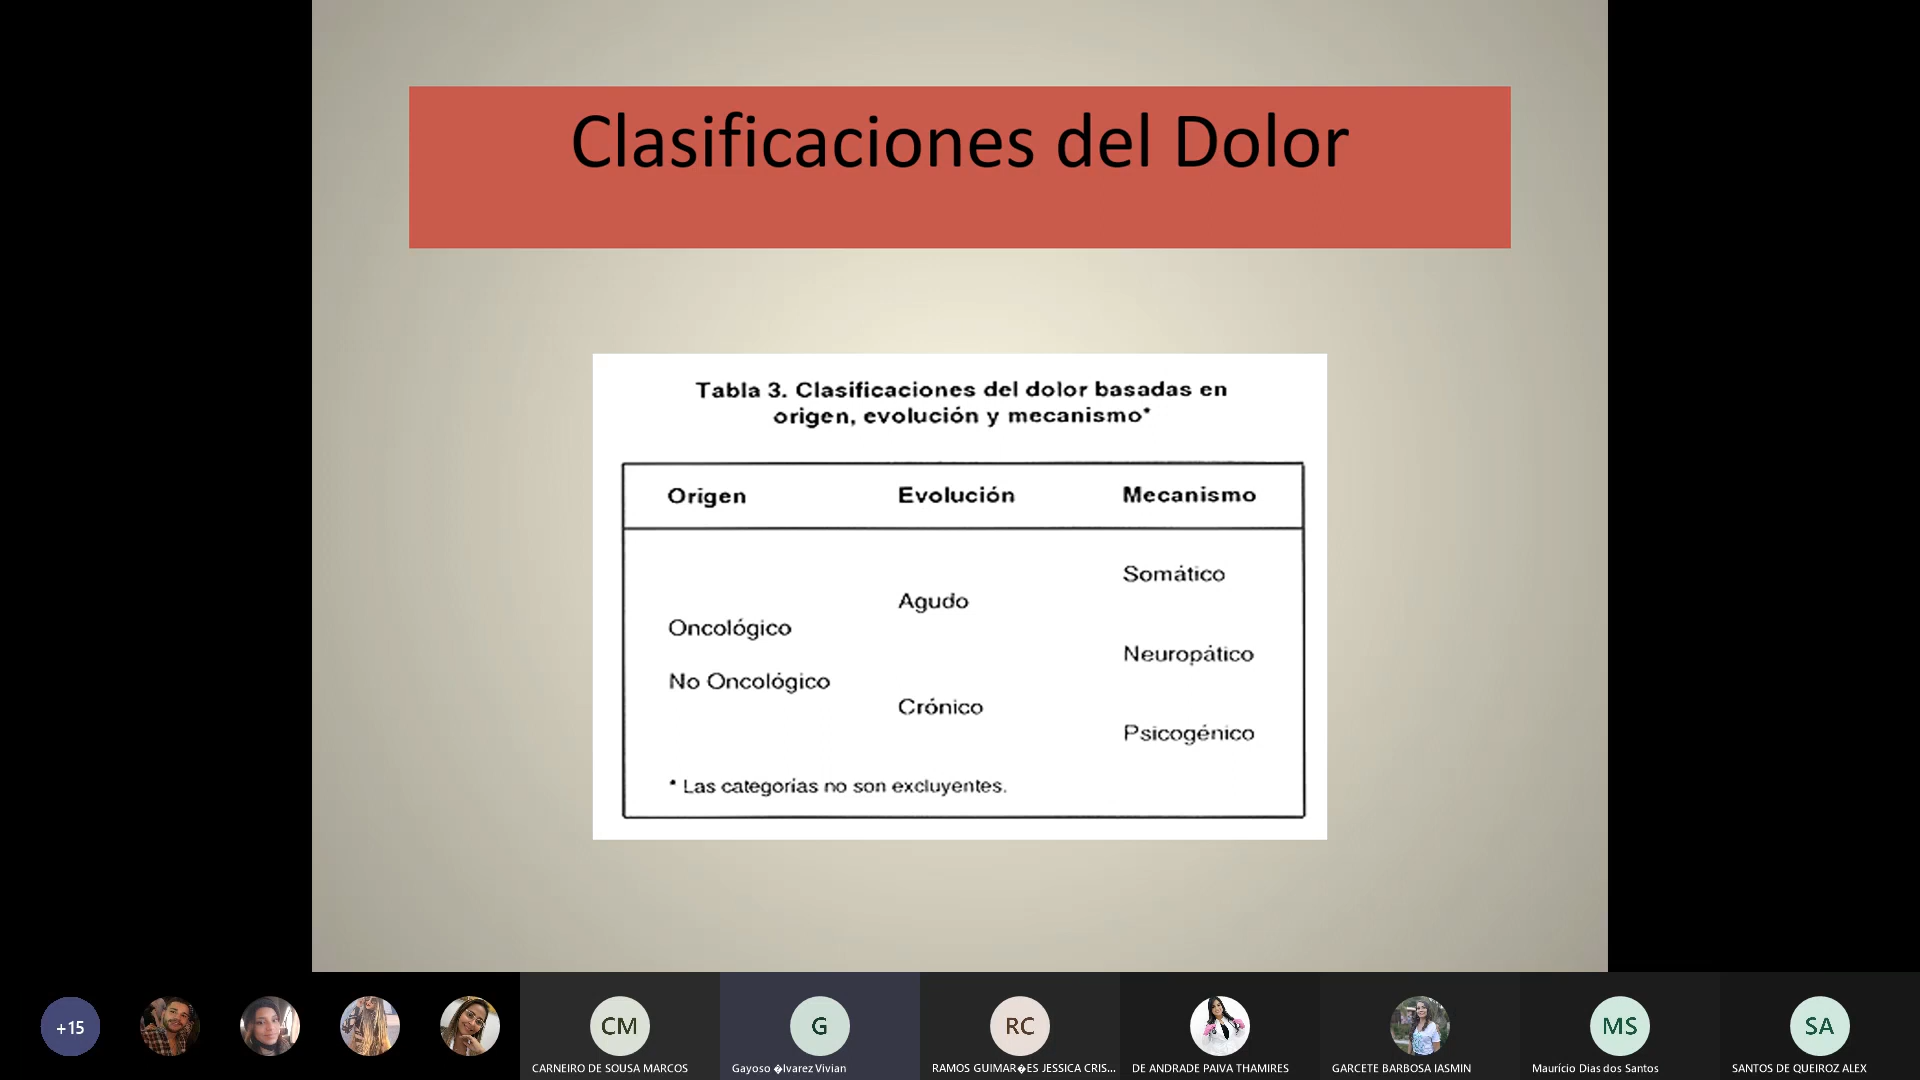 Clasificaciones del Dolor
Tabla 3. Clasificaciones del dolor basadas en
origen, evolución y mecanismo*
Origen Evolución Mecanismo
Somático
Agudo
Oncológico
Neuropático
No Oncológico
Crónico
Psicogénico
* Las categorías no son excluyentes.
+15 CM G RC MS SA
CARNEIRO DE SOUSA MARCOS Gayoso �lvarez Vivian RAMOS GUIMAR�ES JESSICA CRIS... DE ANDRADE PAIVA THAMIRES GARCETE BARBOSA IASMIN Maurício Dias dos Santos SANTOS DE QUEIROZ ALEX